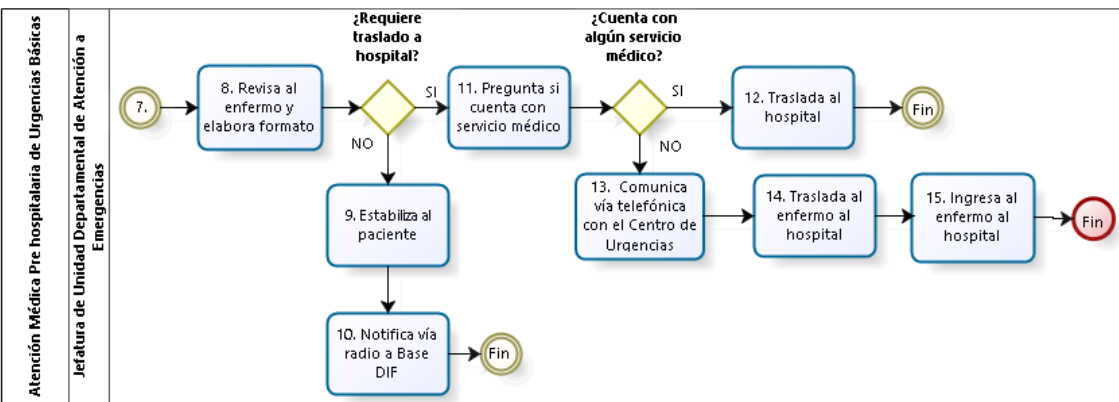 Atención Médica Pre hospitalaria de Urgencias Básicas
Jefatura de Unidad Departamental de Atención a
Emergencias
7.
8. Revisa al
enfermo y
elabora formato
¿Requiere
traslado a
hospital?
SI
NO
11. Pregunta si
cuenta con
servicio médico
¿Cuenta con
algún servicio
médico?
SI
NO
12. Traslada al
hospital
Fin
9. Estabiliza al
paciente
13. Comunica
vía telefónica
con el Centro de
Urgencias
14. Traslada al
enfermo al
hospital
15. Ingresa al
enfermo al
hospital
Fin
10. Notifica vía
radio a Base
DIF
Fin